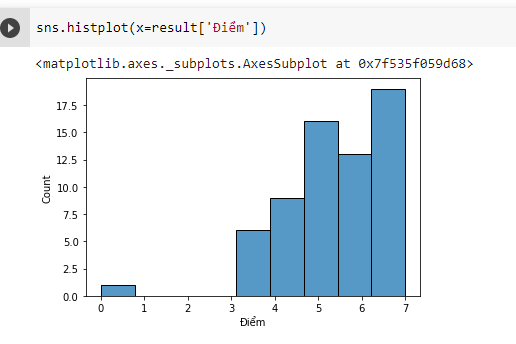 sns.histplot(x=result['Điểm'])
<matplotlib.axes._subplots.AxesSubplot at 0x7f535f059d68>
17.5
15.0
12.5
10.0
7.5
5.0
2.5
0.0
Count
0 1 2 3 4 5 6 7
Điểm